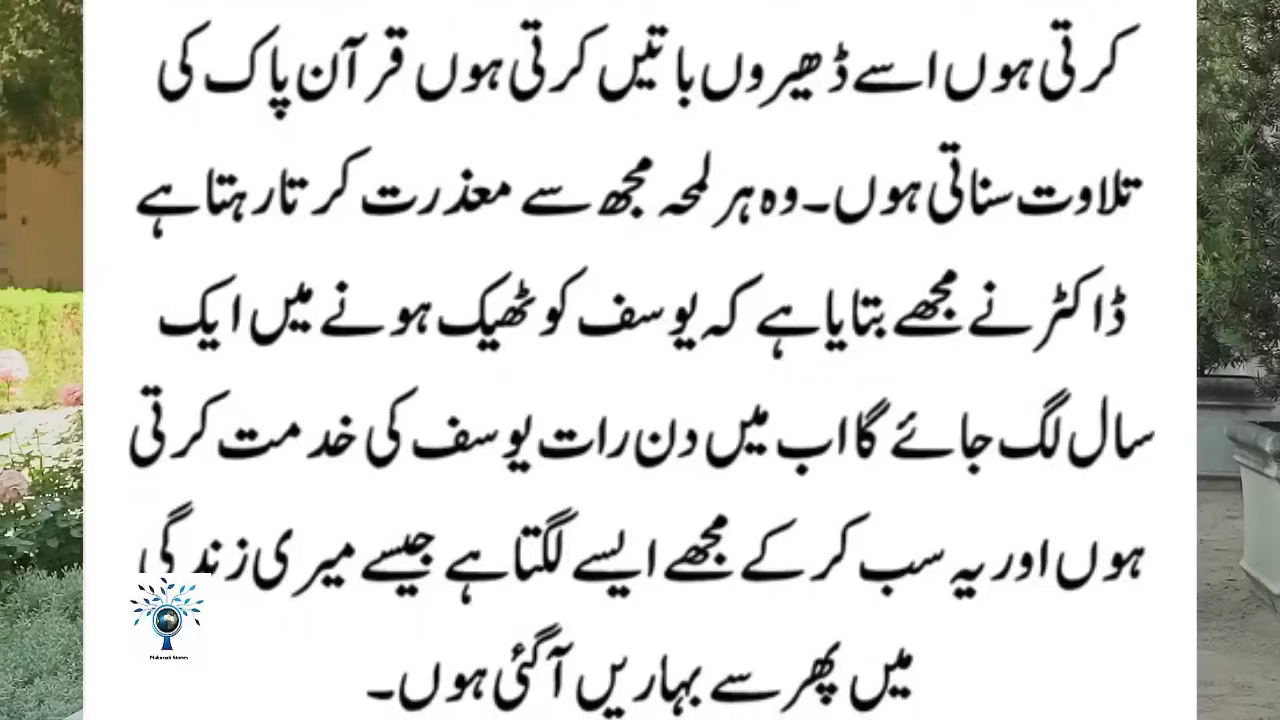 کرتی ہوں اسے ڈھیروں باتیں کرتی ہوں قرآن پاک کی
تلاوت سناتی ہوں۔ وہ ہر لمحہ مجھ سے معذرت کرتا رہتا ہے
ڈاکٹر نے مجھے بتایا ہے کہ یوسف کو ٹھیک ہونے میں ایک
سال لگ جائے گا اب میں دن رات یوسف کی خدمت کرتی
ہوں اور یہ سب کر کے مجھے ایسے لگتا ہے جیسے میری زندگی
میں پھر سے بہاریں آگئی ہوں۔